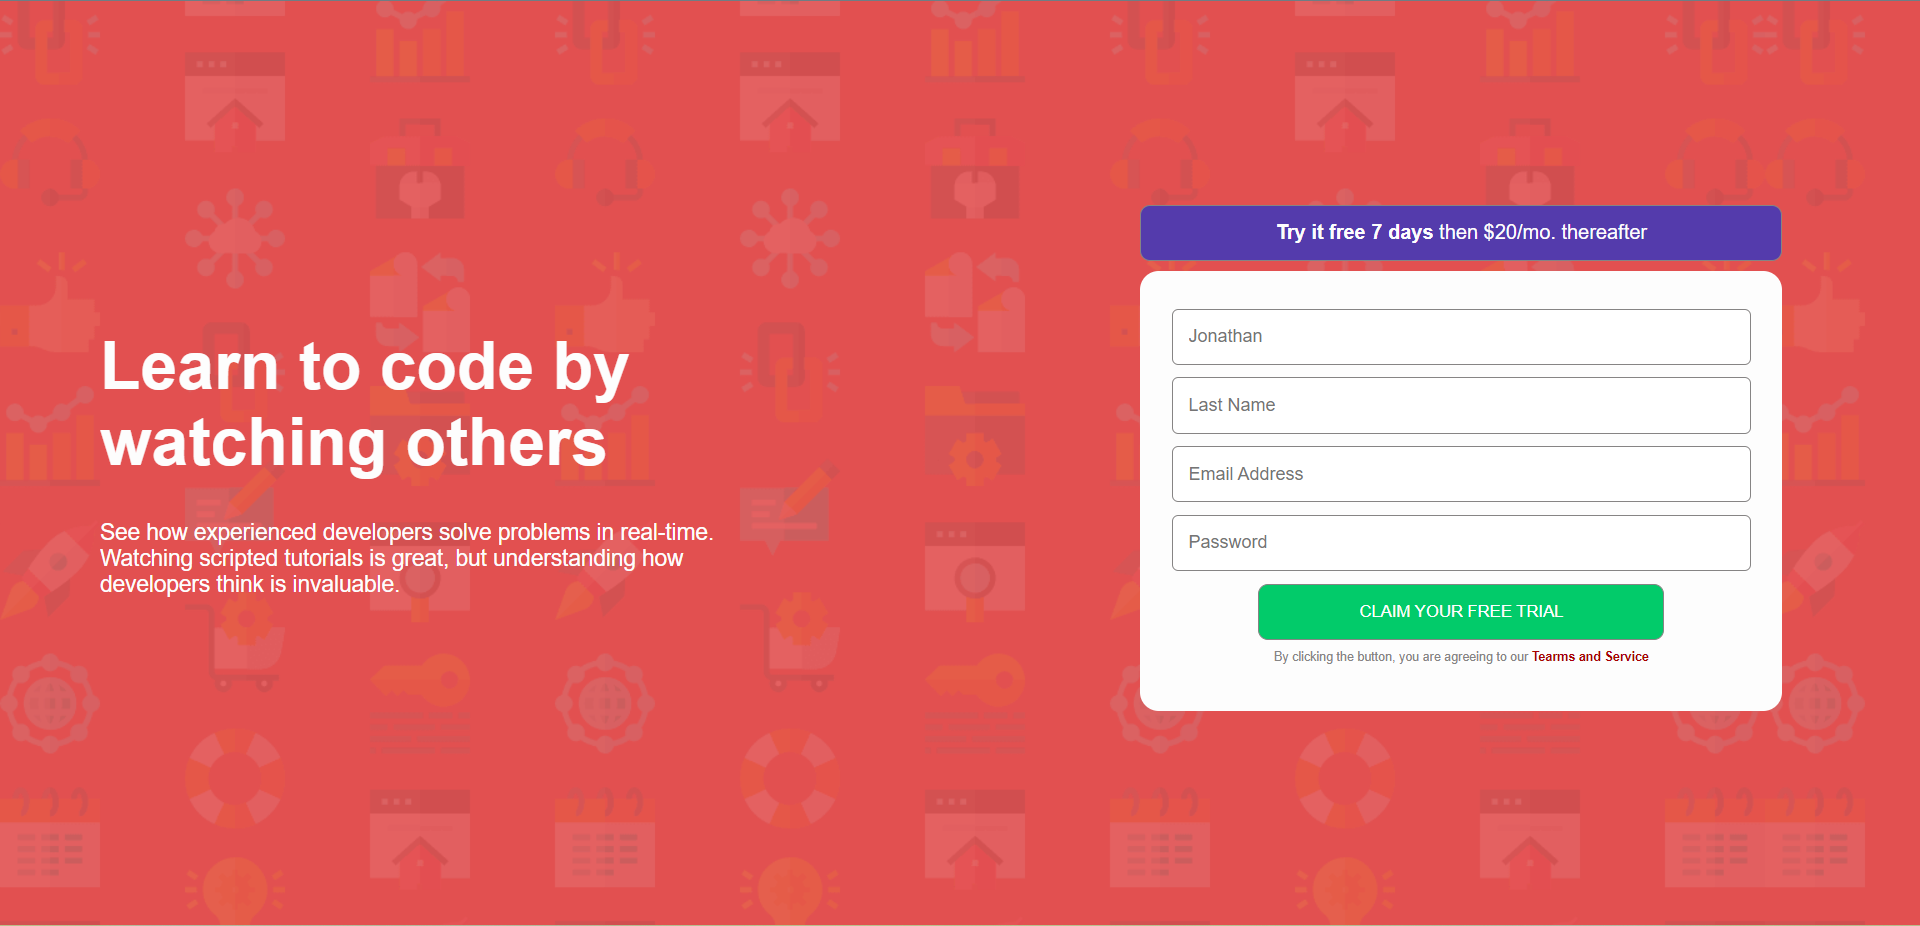 Learn to code by
watching others
See how experienced developers solve problems in real-time.
Watching scripted tutorials is great, but understanding how
developers think is invaluable.
Try it free 7 days then $20/mo. thereafter
Jonathan
Last Name
Email Address
Password
CLAIM YOUR FREE TRIAL
By clicking the button, you are agreeing to our Tearms and Service